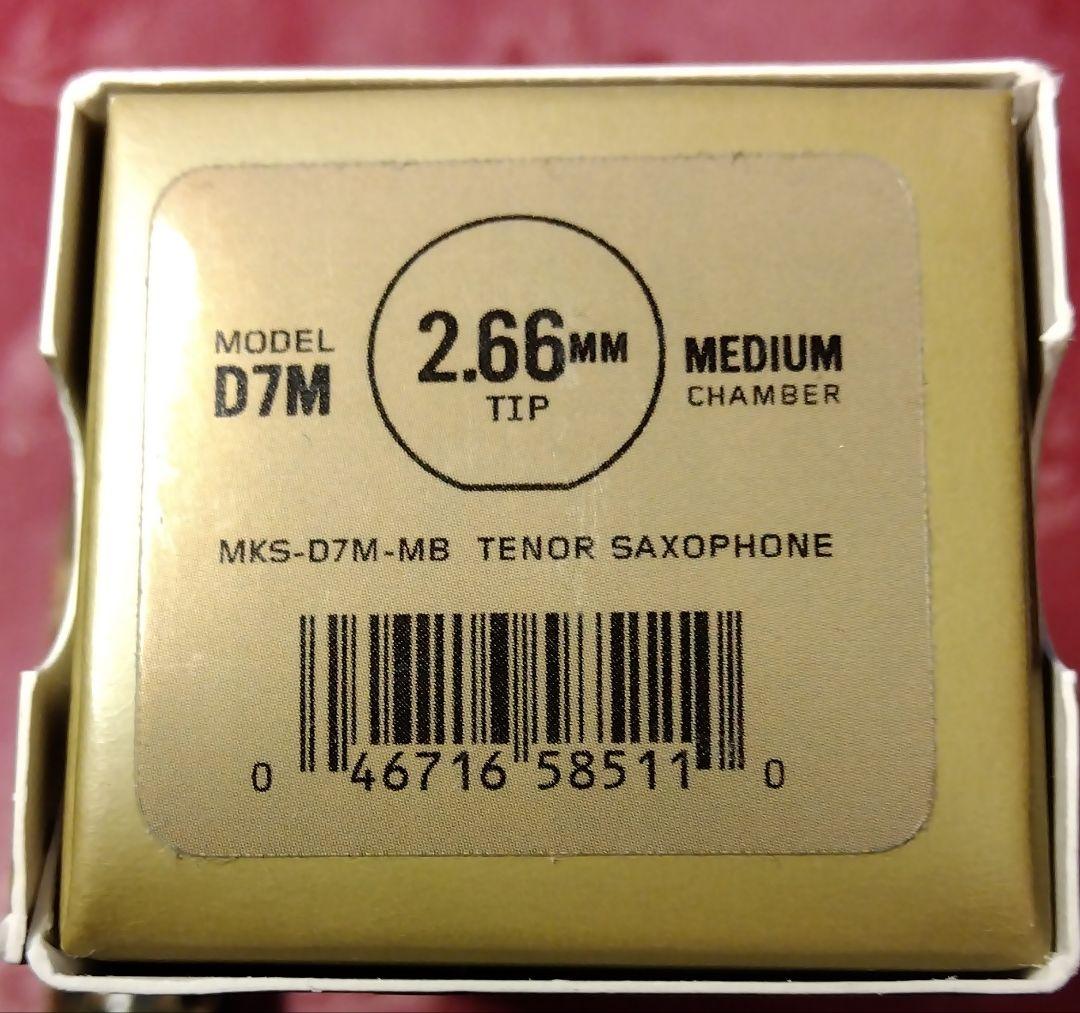 MODEL
D7M
2.66MM
TIP
MEDIUM
CHAMBER
MKS-D7M-MB TENOR SAXOPHONE
0 46716 58511 0